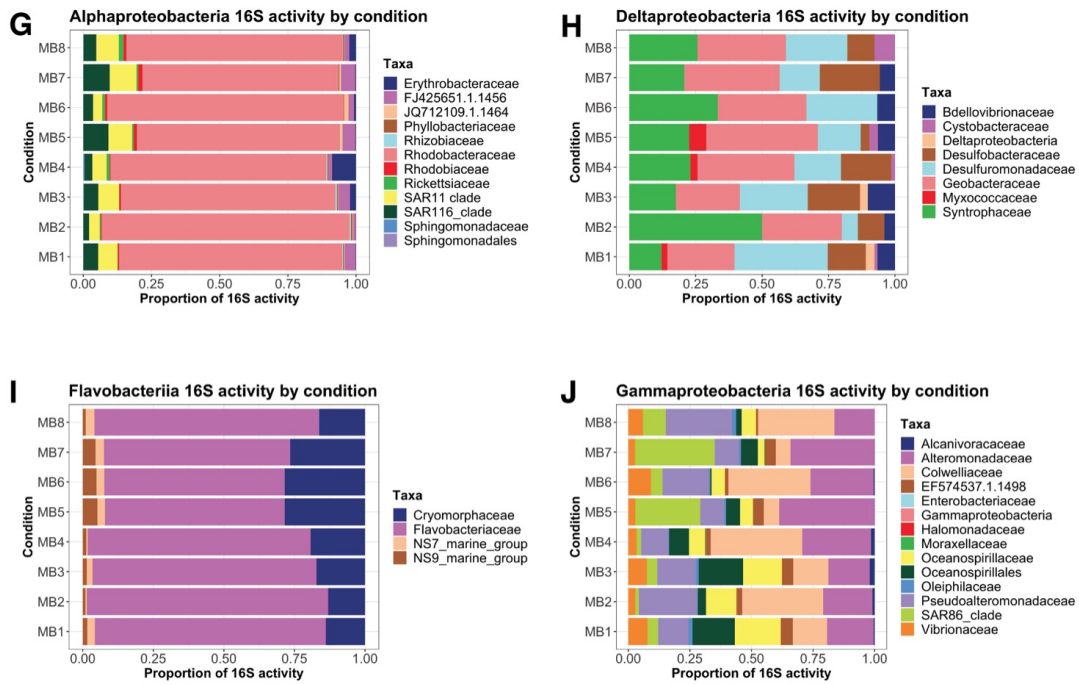 G
Alphaproteobacteria 16S activity by condition
Condition
MB8
MB7
MB6
MB5
MB4
MB3
MB2
MB1
0.00 0.25 0.50 0.75 1.00
Proportion of 16S activity
Taxa
Erythrobacteraceae
FJ425651.1.1456
JQ712109.1.1464
Phyllobacteriaceae
Rhizobiaceae
Rhodobacteraceae
Rhodobiaceae
Rickettsiaceae
SAR11 clade
SAR116_clade
Sphingomonadaceae
Sphingomonadales
H
Deltaproteobacteria 16S activity by condition
Condition
MB8
MB7
MB6
MB5
MB4
MB3
MB2
MB1
0.00 0.25 0.50 0.75 1.00
Proportion of 16S activity
Taxa
Bdellovibrionaceae
Cystobacteraceae
Deltaproteobacteria
Desulfobacteraceae
Desulfuromonadaceae
Geobacteraceae
Myxococcaceae
Syntrophaceae
I
Flavobacteriia 16S activity by condition
Condition
MB8
MB7
MB6
MB5
MB4
MB3
MB2
MB1
0.00 0.25 0.50 0.75 1.00
Proportion of 16S activity
Taxa
Cryomorphaceae
Flavobacteriaceae
NS7_marine_group
NS9_marine_group
J
Gammaproteobacteria 16S activity by condition
Condition
MB8
MB7
MB6
MB5
MB4
MB3
MB2
MB1
0.00 0.25 0.50 0.75 1.00
Proportion of 16S activity
Taxa
Alcanivoracaceae
Alteromonadaceae
Colwelliaceae
EF574537.1.1498
Enterobacteriaceae
Gammaproteobacteria
Halomonadaceae
Moraxellaceae
Oceanospirillaceae
Oceanospirillales
Oleiphilaceae
Pseudoalteromonadaceae
SAR86_clade
Vibrionaceae